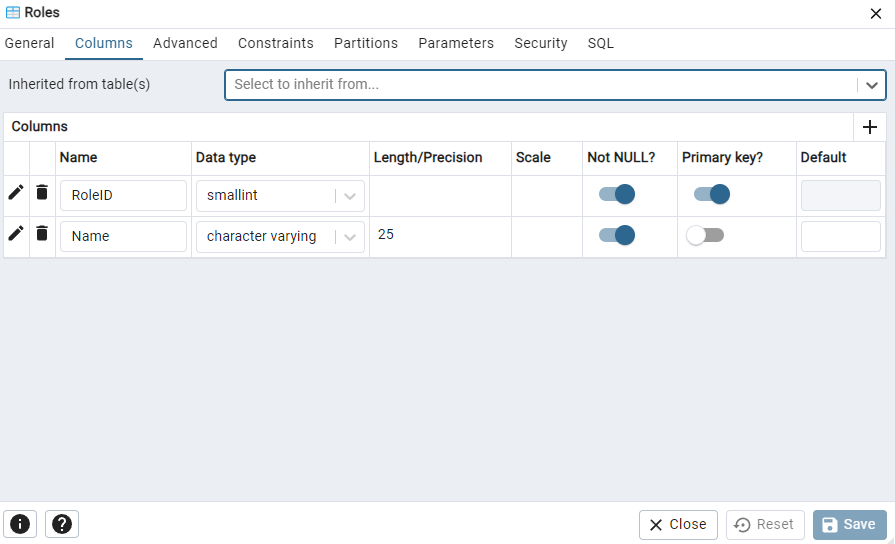 Roles
General Columns Advanced Constraints Partitions Parameters Security SQL
Inherited from table(s) Select to inherit from...
Columns
Name Data type Length/Precision Scale Not NULL? Primary key? Default
RoleID smallint
Name character varying 25
Close Reset Save